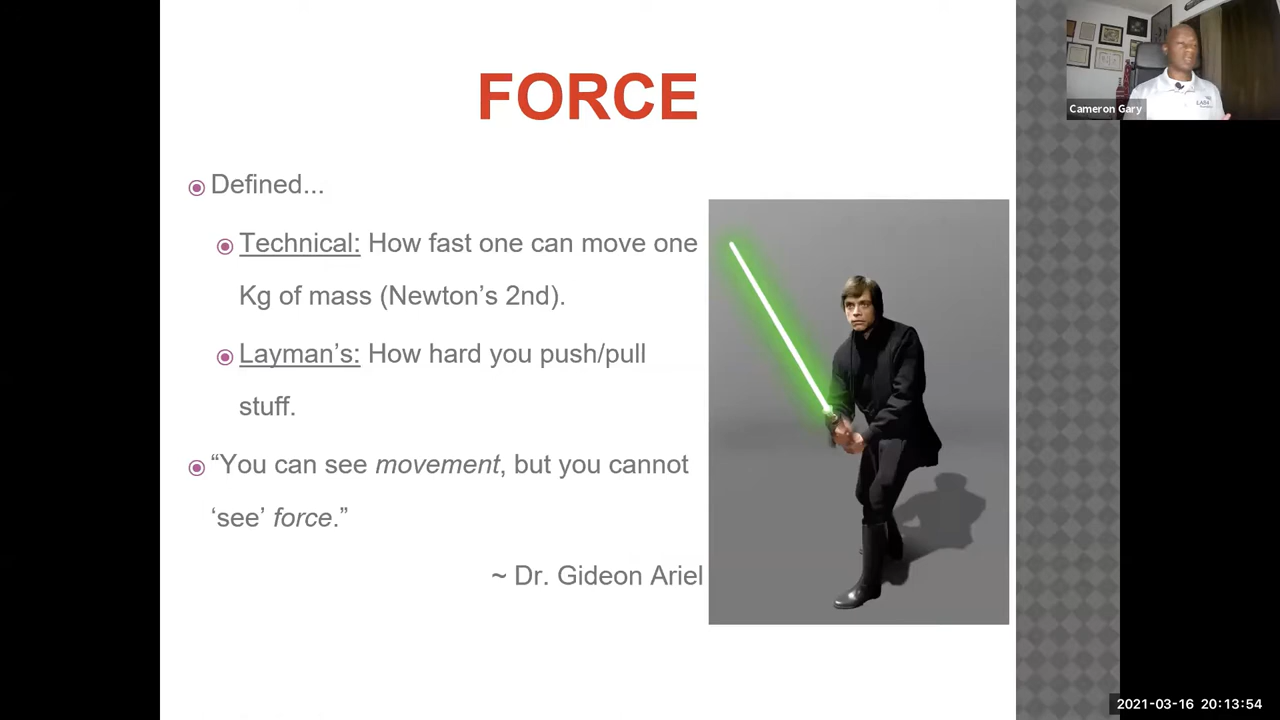 FORCE
Defined...
Technical: How fast one can move one
Kg of mass (Newton’s 2nd).
Layman’s: How hard you push/pull
stuff.
“You can see movement, but you cannot
‘see’ force.”
~ Dr. Gideon Ariel
Cameron Gary
2021-03-16 20:13:54